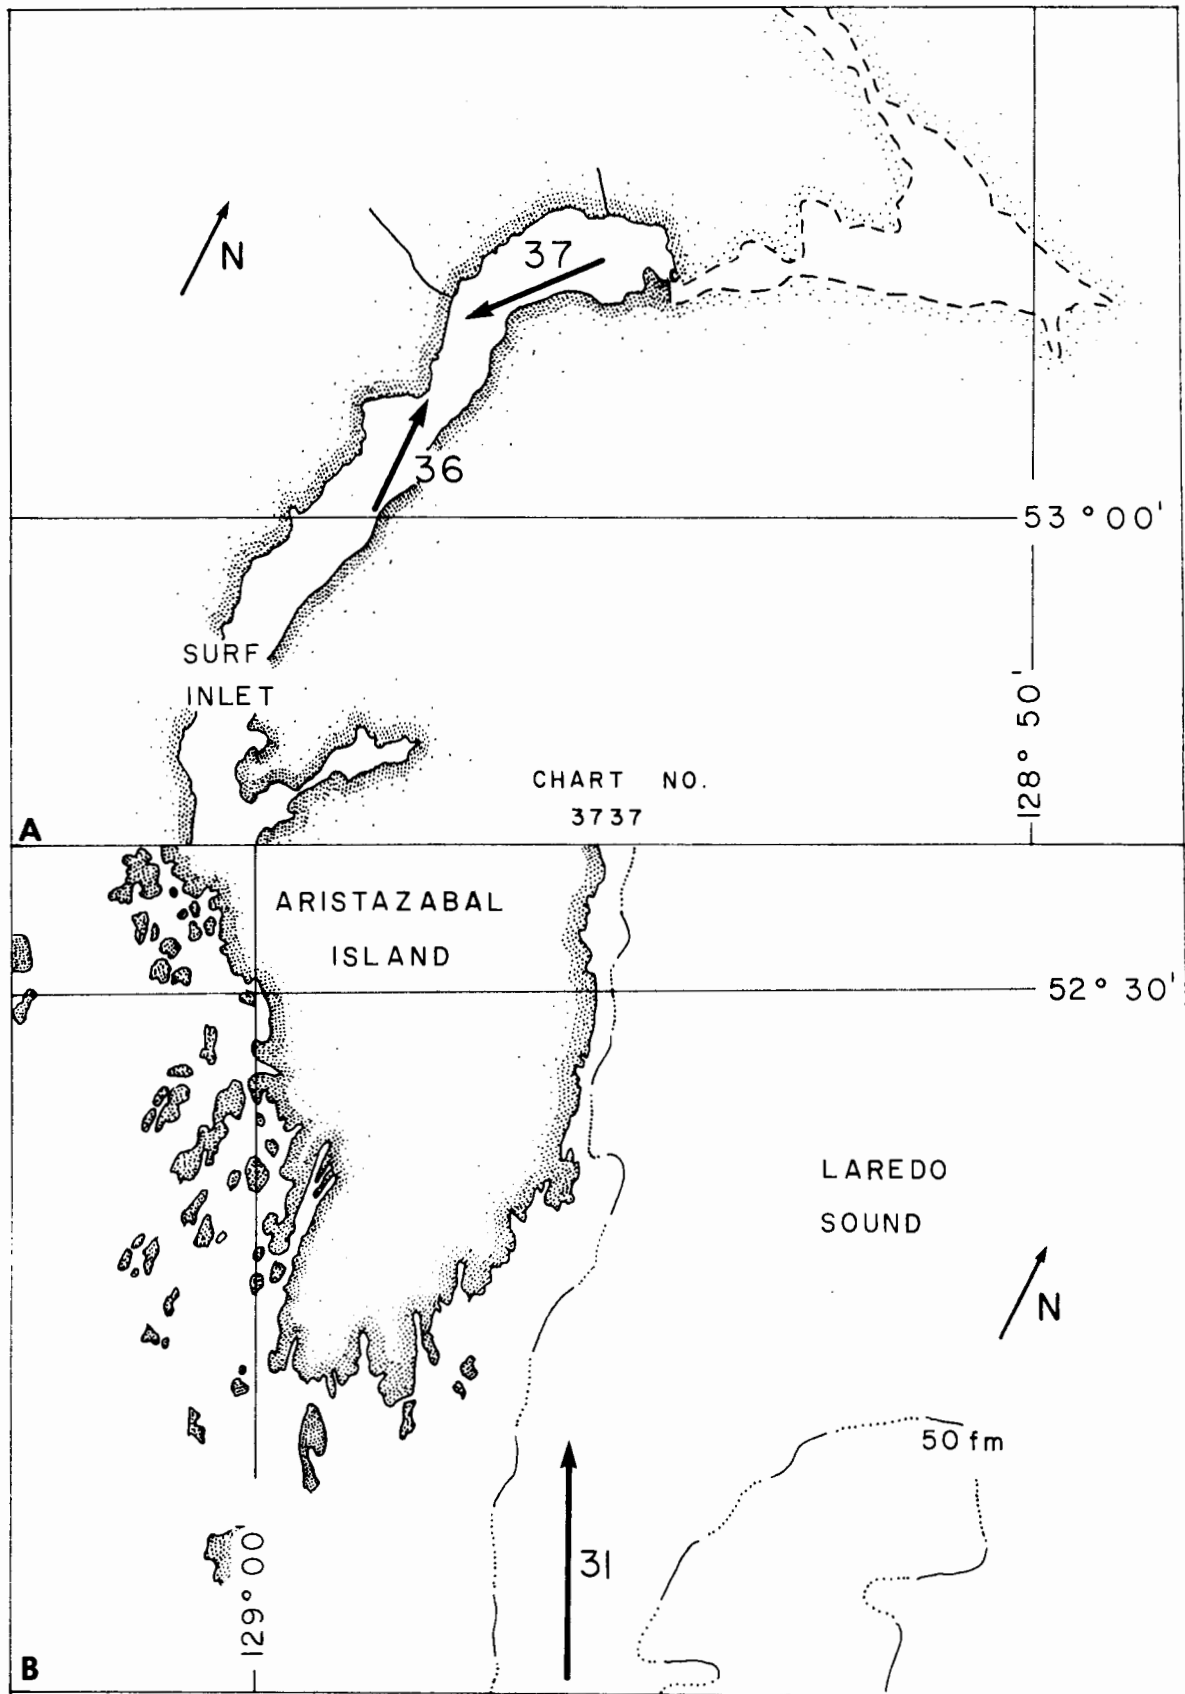 N
37
36
53°00'
SURF
INLET
128° 50'
CHART NO.
3737
A
ARISTAZABAL
ISLAND
52° 30'
LAREDO
SOUND
N
50 fm
31
129° 00
B